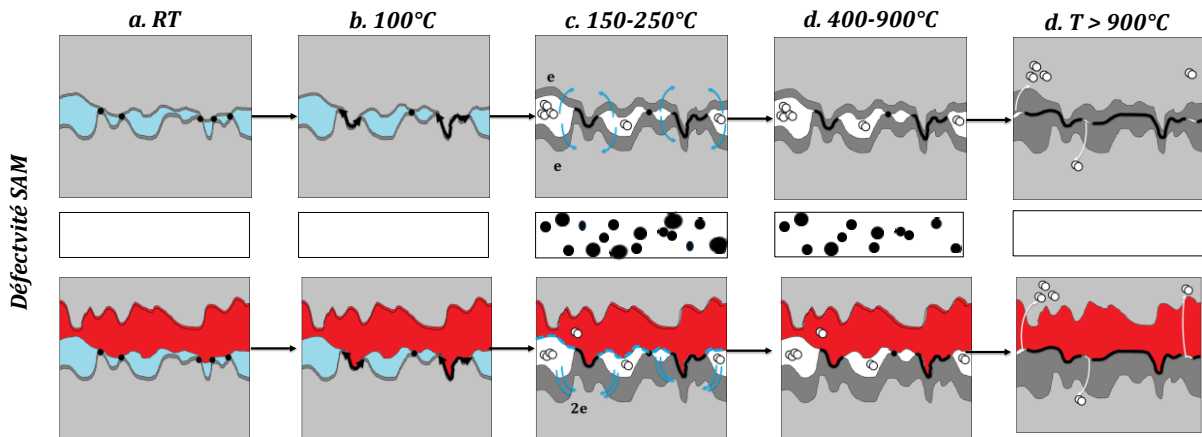 a. RT
b. 100°C
c. 150-250°C
d. 400-900°C
d. T > 900°C
e
e
Défectvité SAM
2e